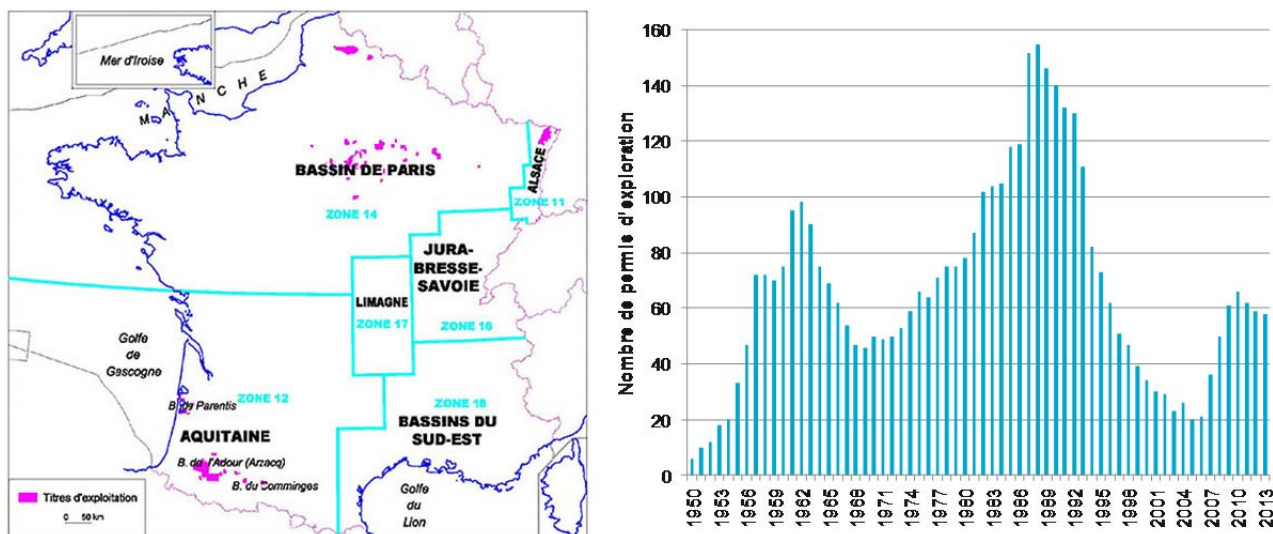 Mer d'Iroise
MANCHE
BASSIN DE PARIS
ALSACE
ZONE 11
ZONE 14
JURA-
BRESSE-
SAVOIE
LIMAGNE
ZONE 17
ZONE 16
Golfe
de
Gascogne
B. de Parentis
ZONE 12
ZONE 18
BASSINS DU
SUD-EST
AQUITAINE
B. de l'Adour (Arzacq)
B. du Comminges
Golfe
du
Lion
Titres d'exploitation
0 50 km
Nombre de permis d'exploration
160
140
120
100
80
60
40
20
0
1950
1953
1956
1959
1962
1965
1968
1971
1974
1977
1980
1983
1986
1989
1992
1995
1998
2001
2004
2007
2010
2013